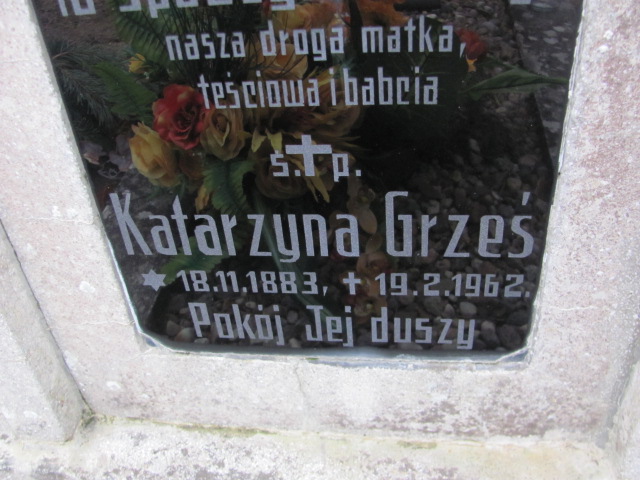 nasza droga matka,
teściowa i babcia
ś. + p.
Katarzyna Grześ
* 18.11.1883, + 19.2.1962.
Pokój Jej duszy